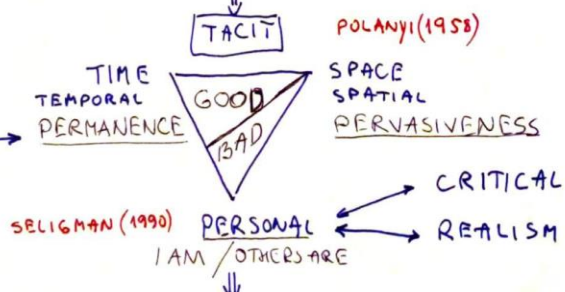 TACIT
POLANYI (1958)
TIME
SPACE
TEMPORAL
SPATIAL
GOOD
PERMANENCE
PERVASIVENESS
BAD
CRITICAL
SELIGMAN (1990)
PERSONAL
REALISM
I AM / OTHERS ARE